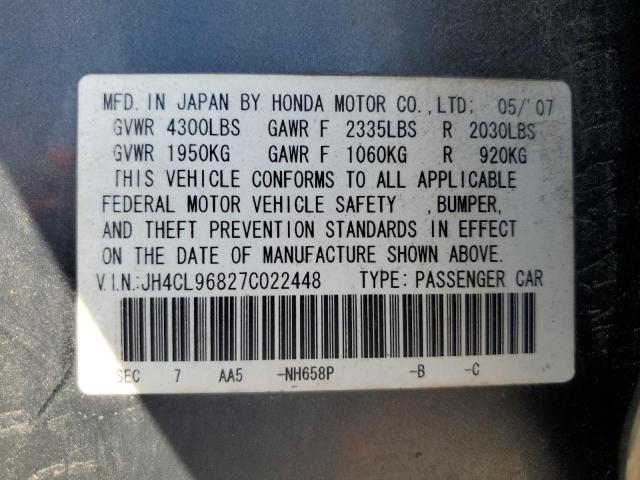 MFD. IN JAPAN BY HONDA MOTOR CO.,LTD. 05/'07
GVWR 4300LBS GAWR F 2335LBS R 2030LBS
GVWR 1950KG GAWR F 1060KG R 920KG
THIS VEHICLE CONFORMS TO ALL APPLICABLE
FEDERAL MOTOR VEHICLE SAFETY ,BUMPER,
AND THEFT PREVENTION STANDARDS IN EFFECT
ON THE DATE OF MANUFACTURE SHOWN ABOVE.
V.I.N.:JH4CL96827C022448 TYPE: PASSENGER CAR
SEC 7 AA5 -NH658P -B -C